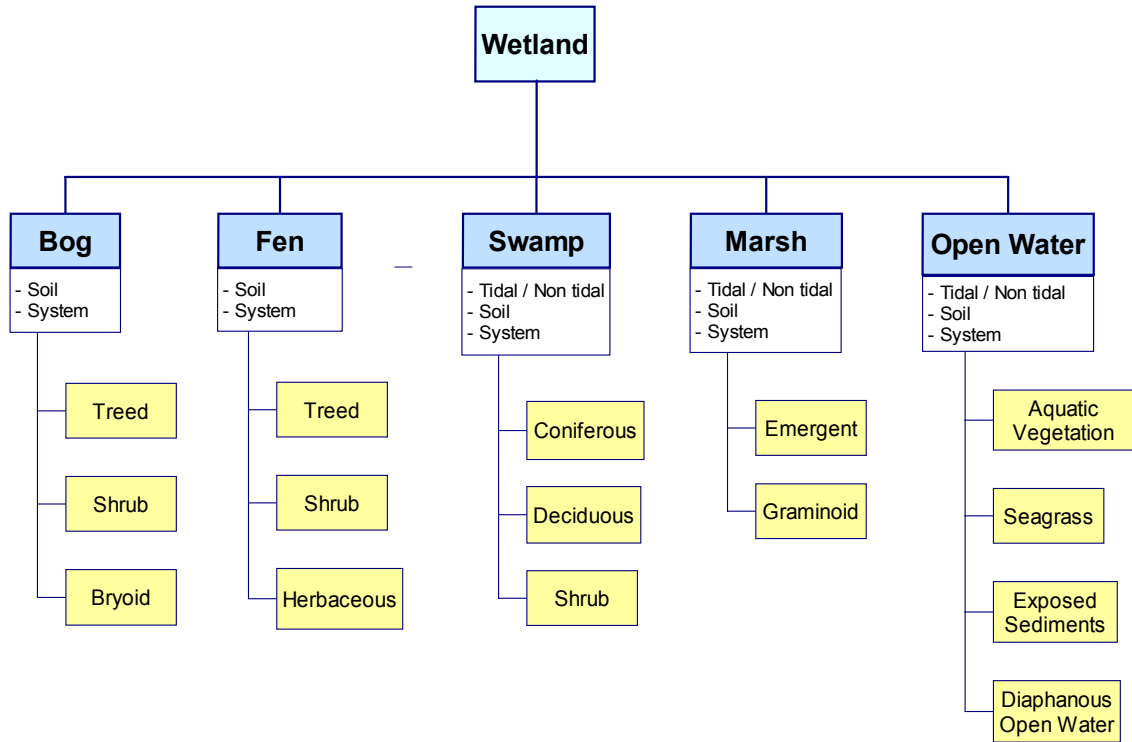 Wetland
Bog
- Soil
- System
Treed
Shrub
Bryoid
Fen
- Soil
- System
Treed
Shrub
Herbaceous
Swamp
- Tidal / Non tidal
- Soil
- System
Coniferous
Deciduous
Shrub
Marsh
- Tidal / Non tidal
- Soil
- System
Emergent
Graminoid
Open Water
- Tidal / Non tidal
- Soil
- System
Aquatic
Vegetation
Seagrass
Exposed
Sediments
Diaphanous
Open Water